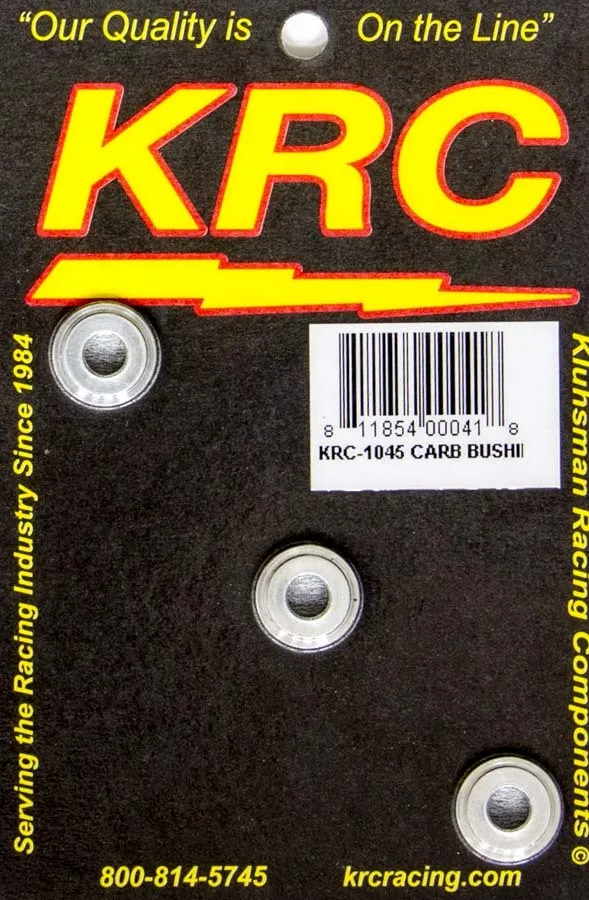 “Our Quality is On the Line”
KRC
8 11854 00041 8
KRC-1045 CARB BUSHI
Serving the Racing Industry Since 1984
Kluhsman Racing Components ©
800-814-5745 krcracing.com